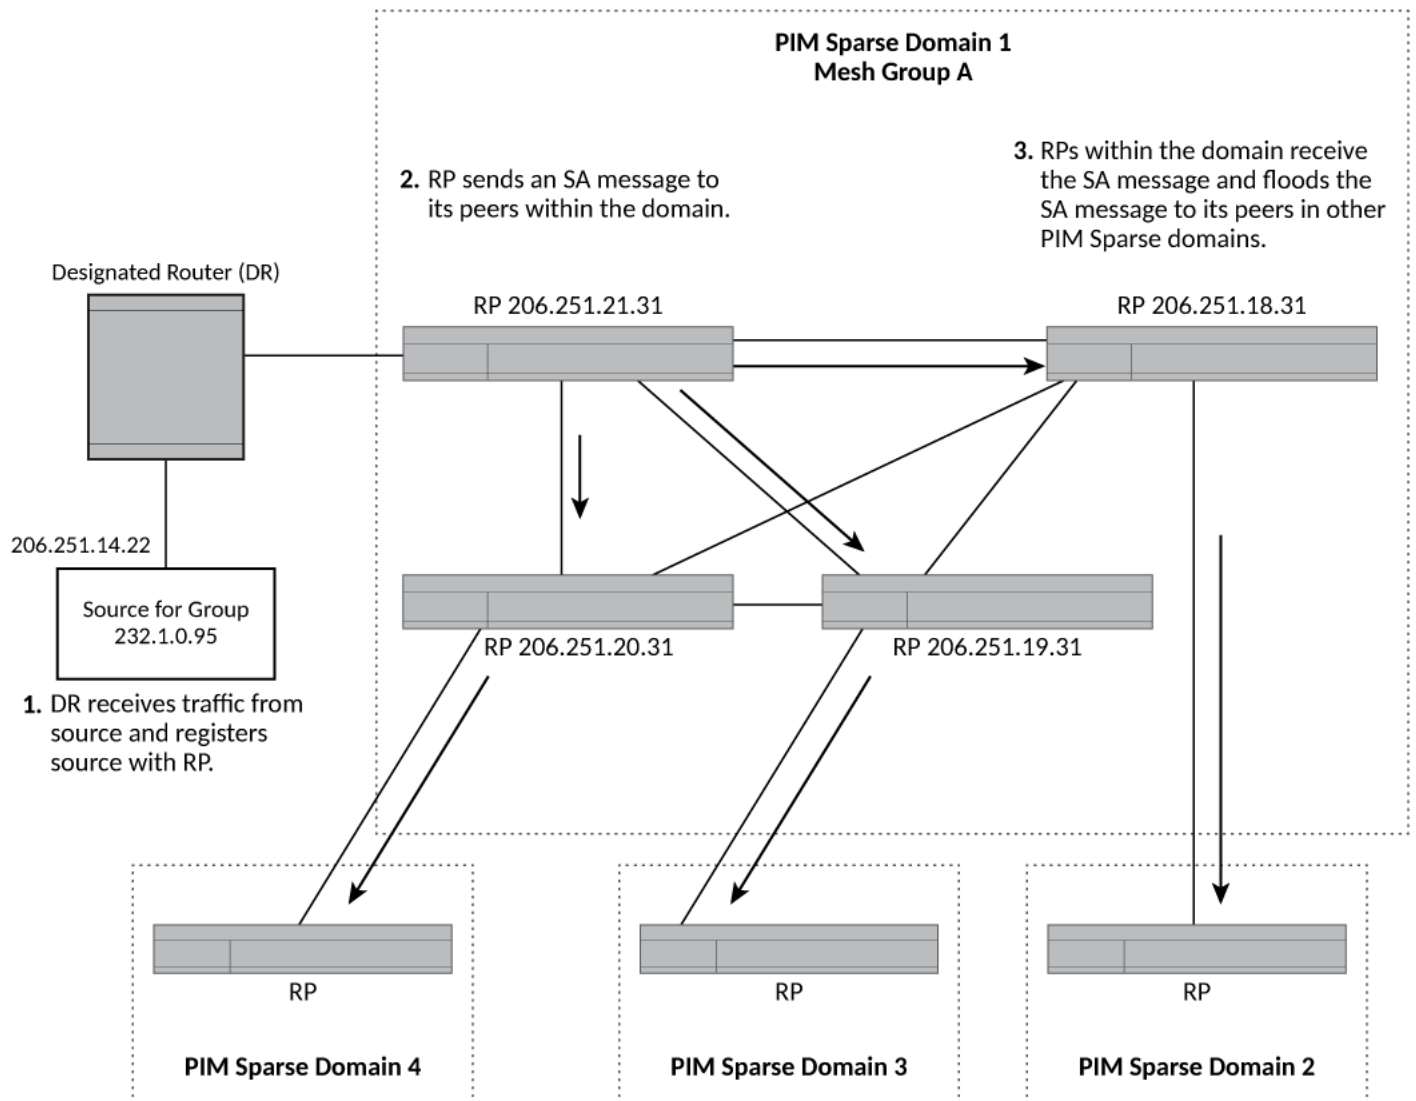 PIM Sparse Domain 1
Mesh Group A
3. RPs within the domain receive
the SA message and floods the
SA message to its peers in other
PIM Sparse domains.
2. RP sends an SA message to
its peers within the domain.
Designated Router (DR)
RP 206.251.21.31
RP 206.251.18.31
206.251.14.22
Source for Group
232.1.0.95
RP 206.251.20.31
RP 206.251.19.31
1. DR receives traffic from
source and registers
source with RP.
RP
RP
RP
PIM Sparse Domain 4
PIM Sparse Domain 3
PIM Sparse Domain 2